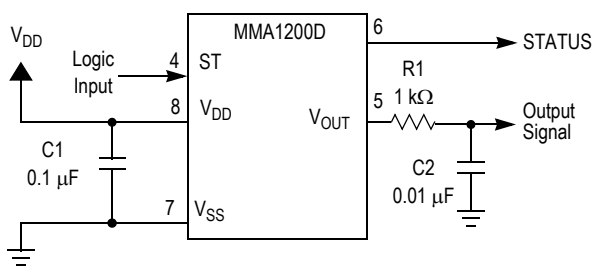 V_DD
MMA1200D
6
STATUS
Logic
Input
4
ST
R1
1 kΩ
8
V_DD
5
V_OUT
Output
Signal
C1
0.1 μF
C2
0.01 μF
7
V_SS